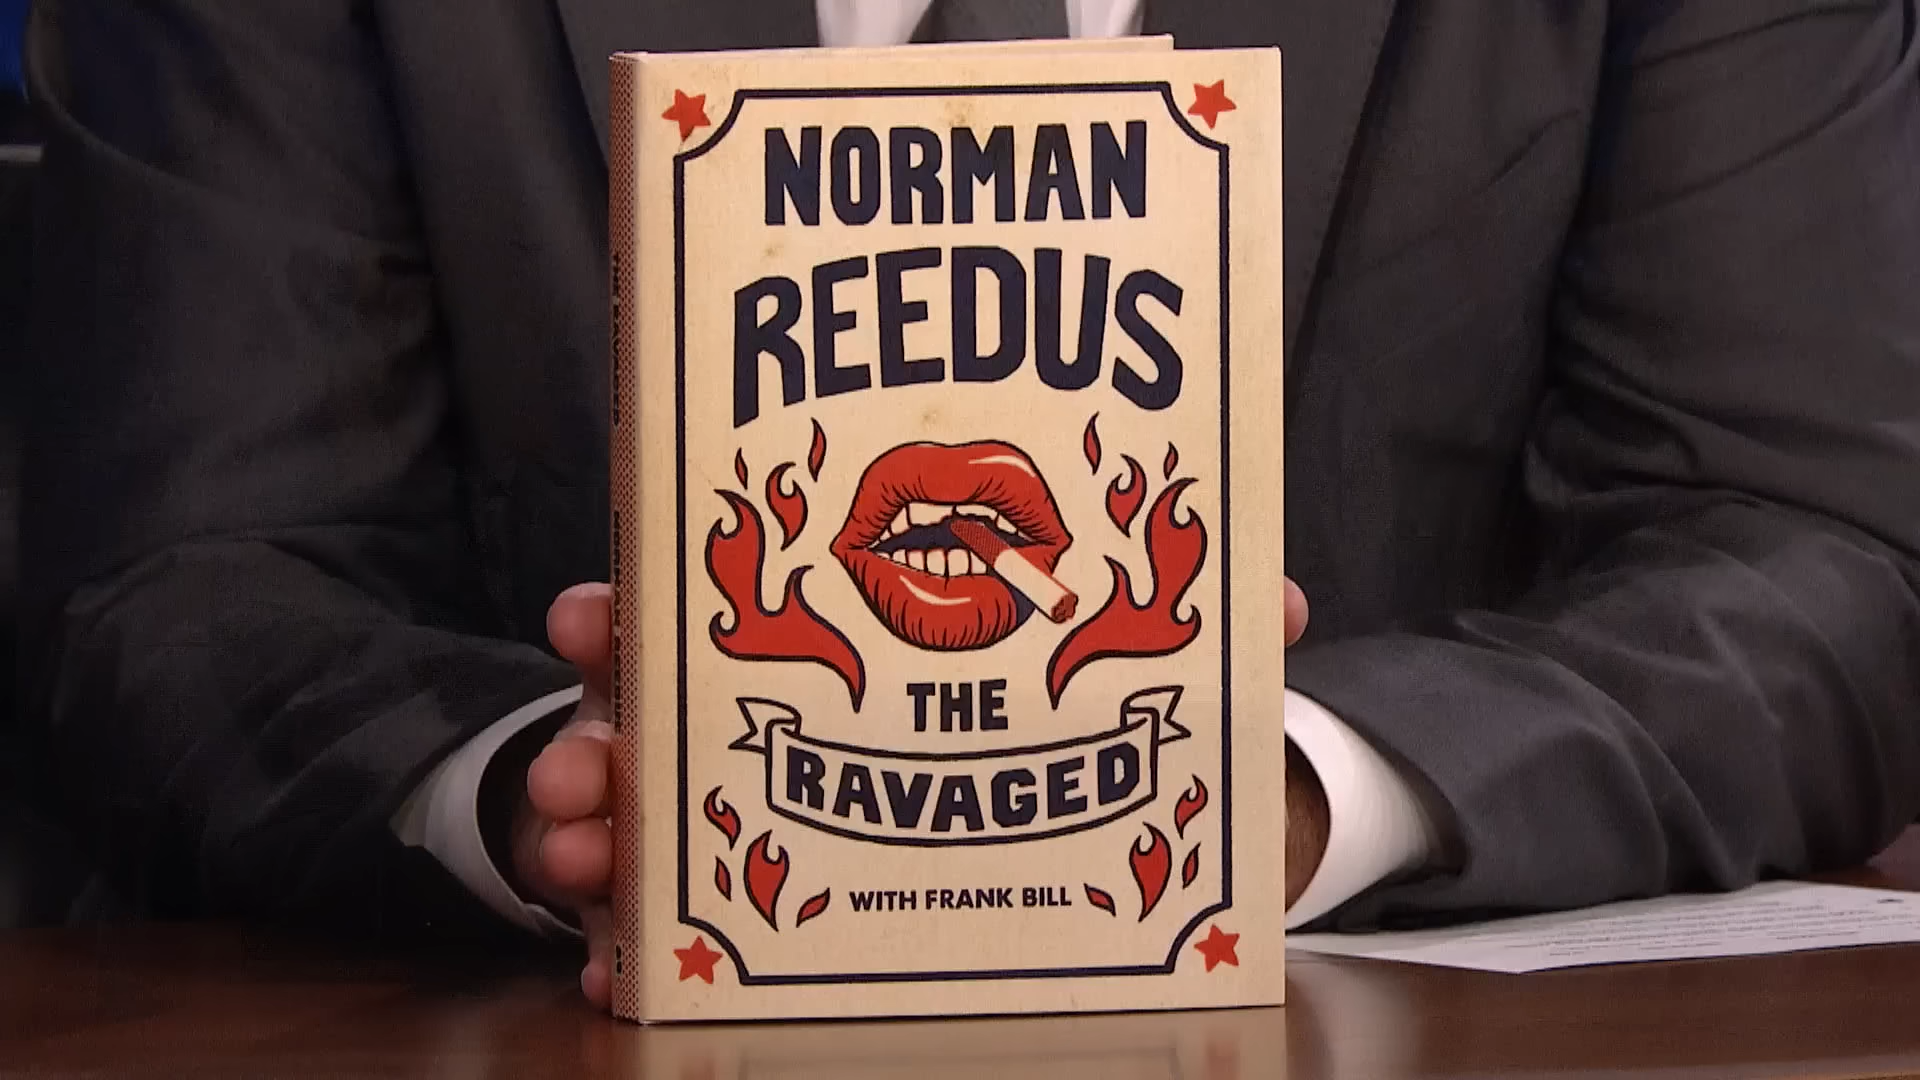 NORMAN
REEDUS
THE
RAVAGED
WITH FRANK BILL